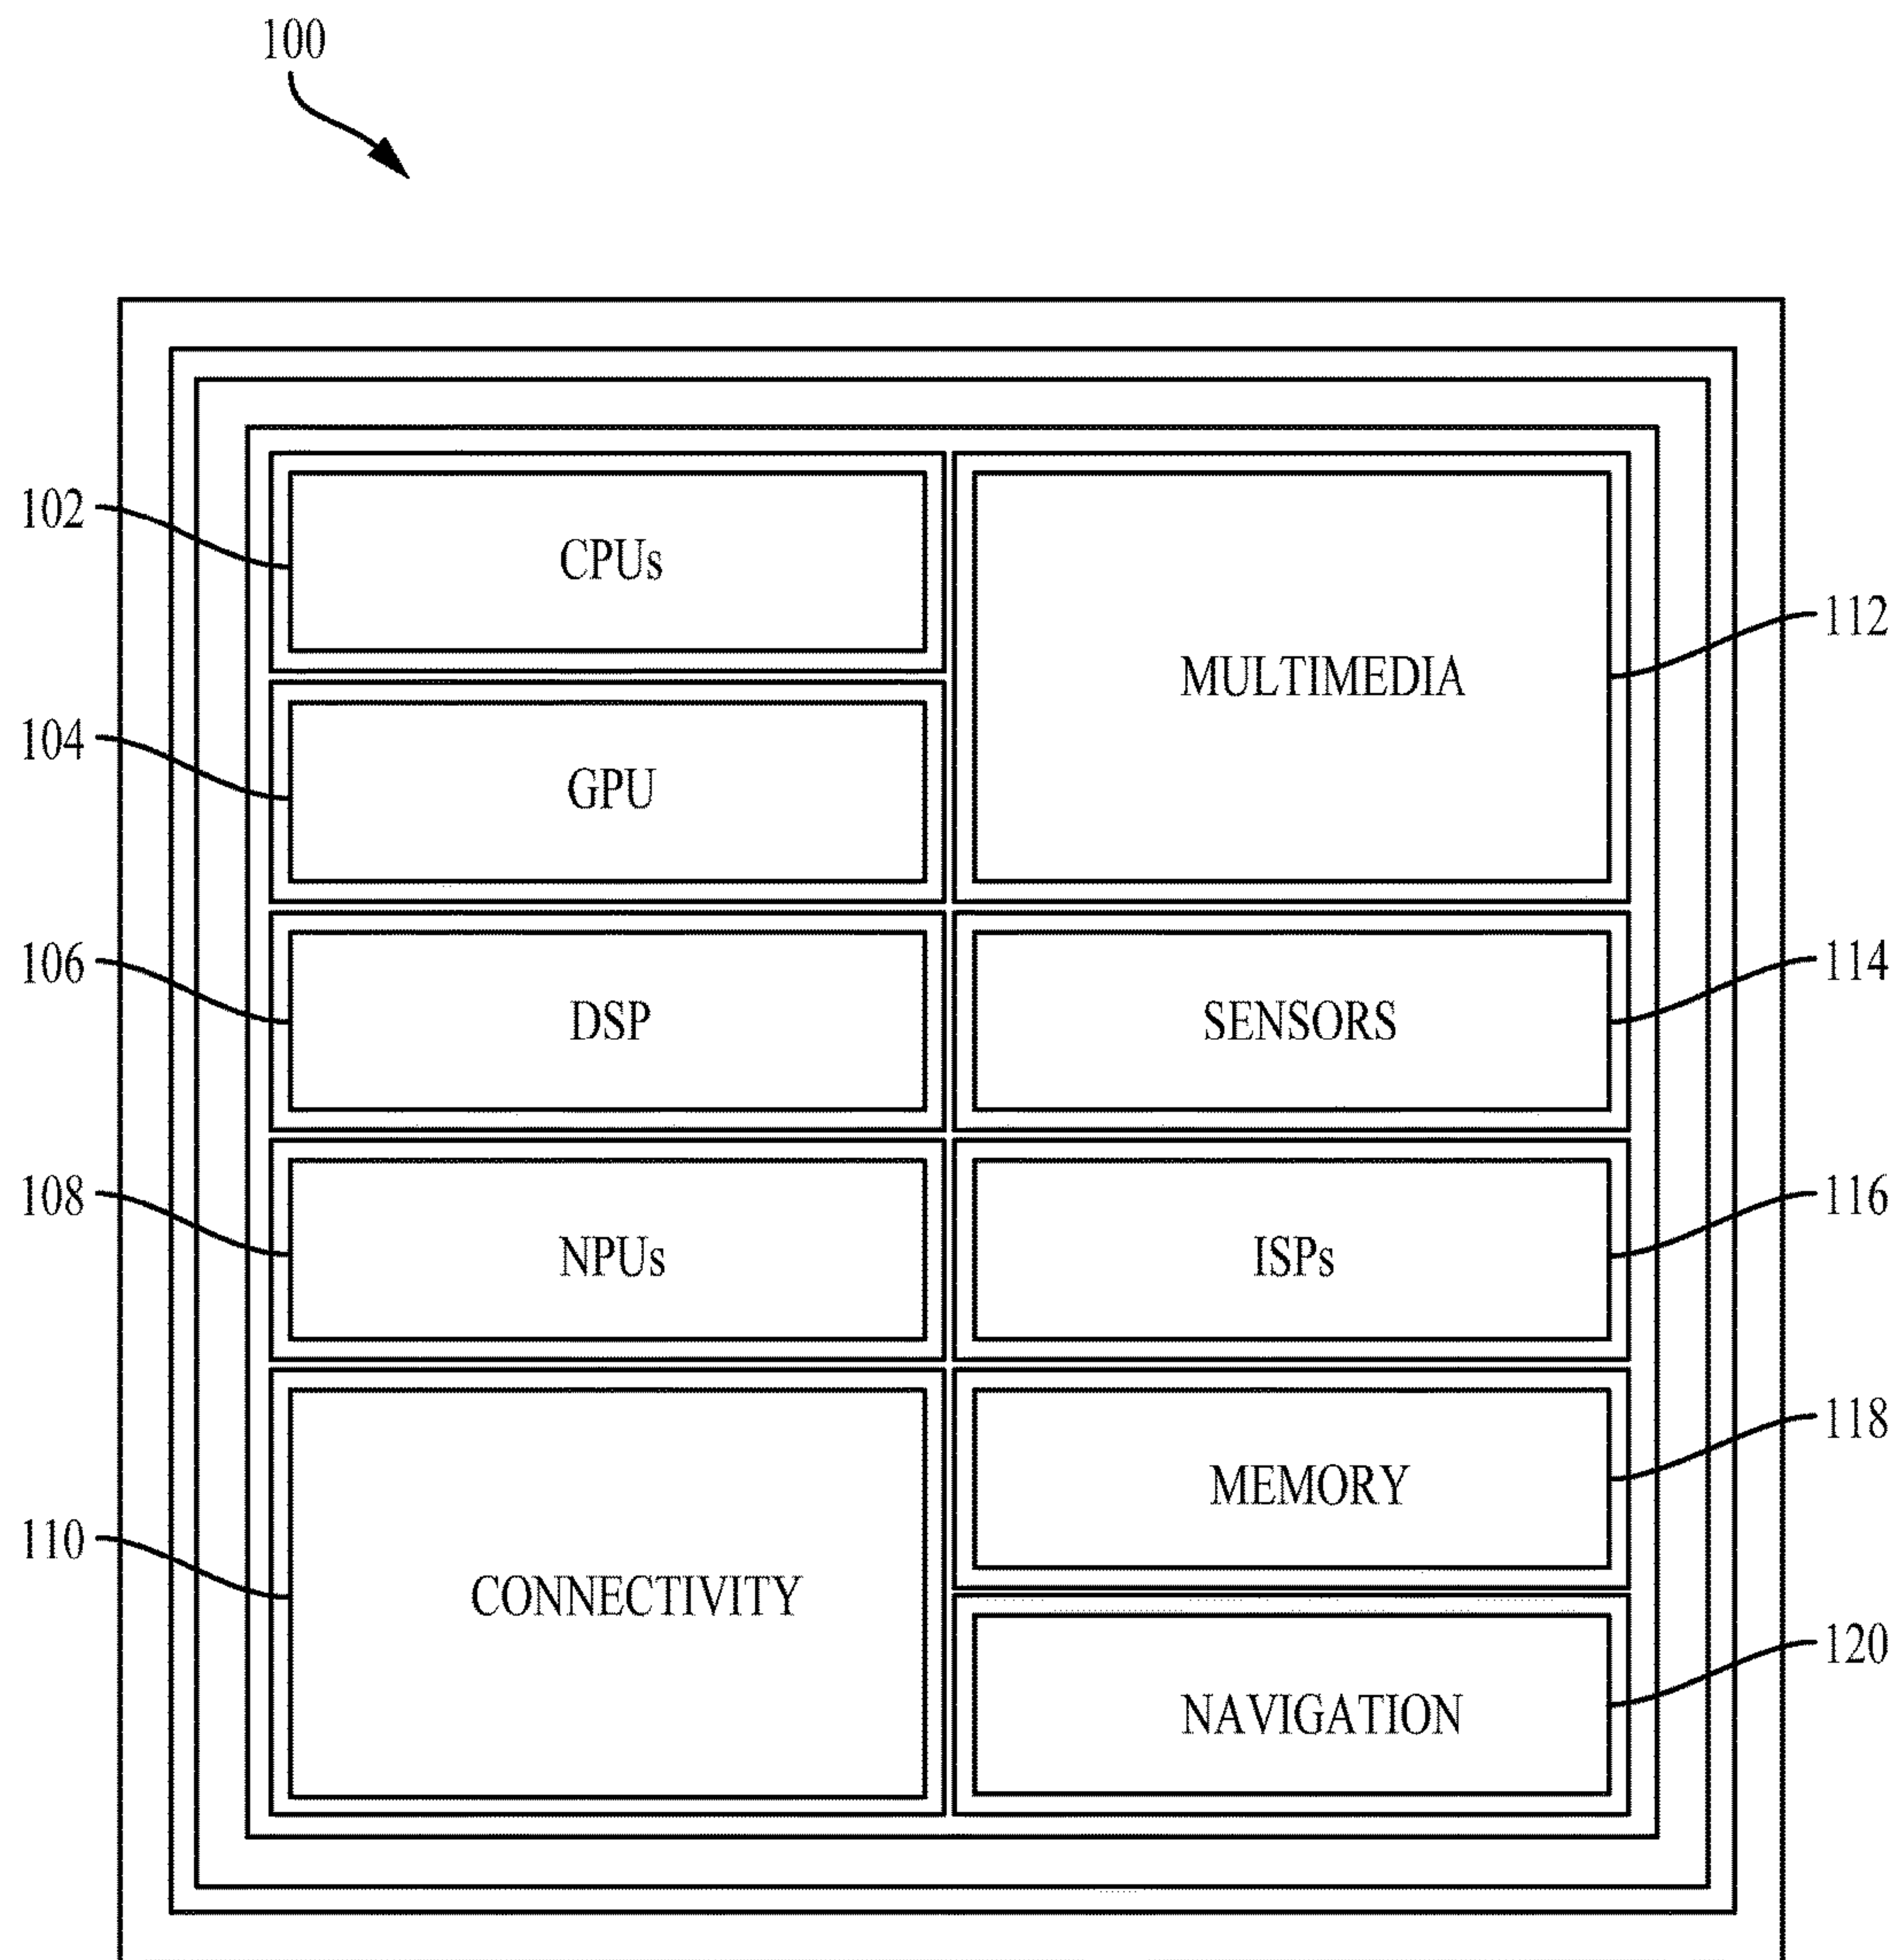 100
102
CPUs
112
MULTIMEDIA
104
GPU
106
DSP
114
SENSORS
108
NPUs
116
ISPs
118
MEMORY
110
CONNECTIVITY
120
NAVIGATION